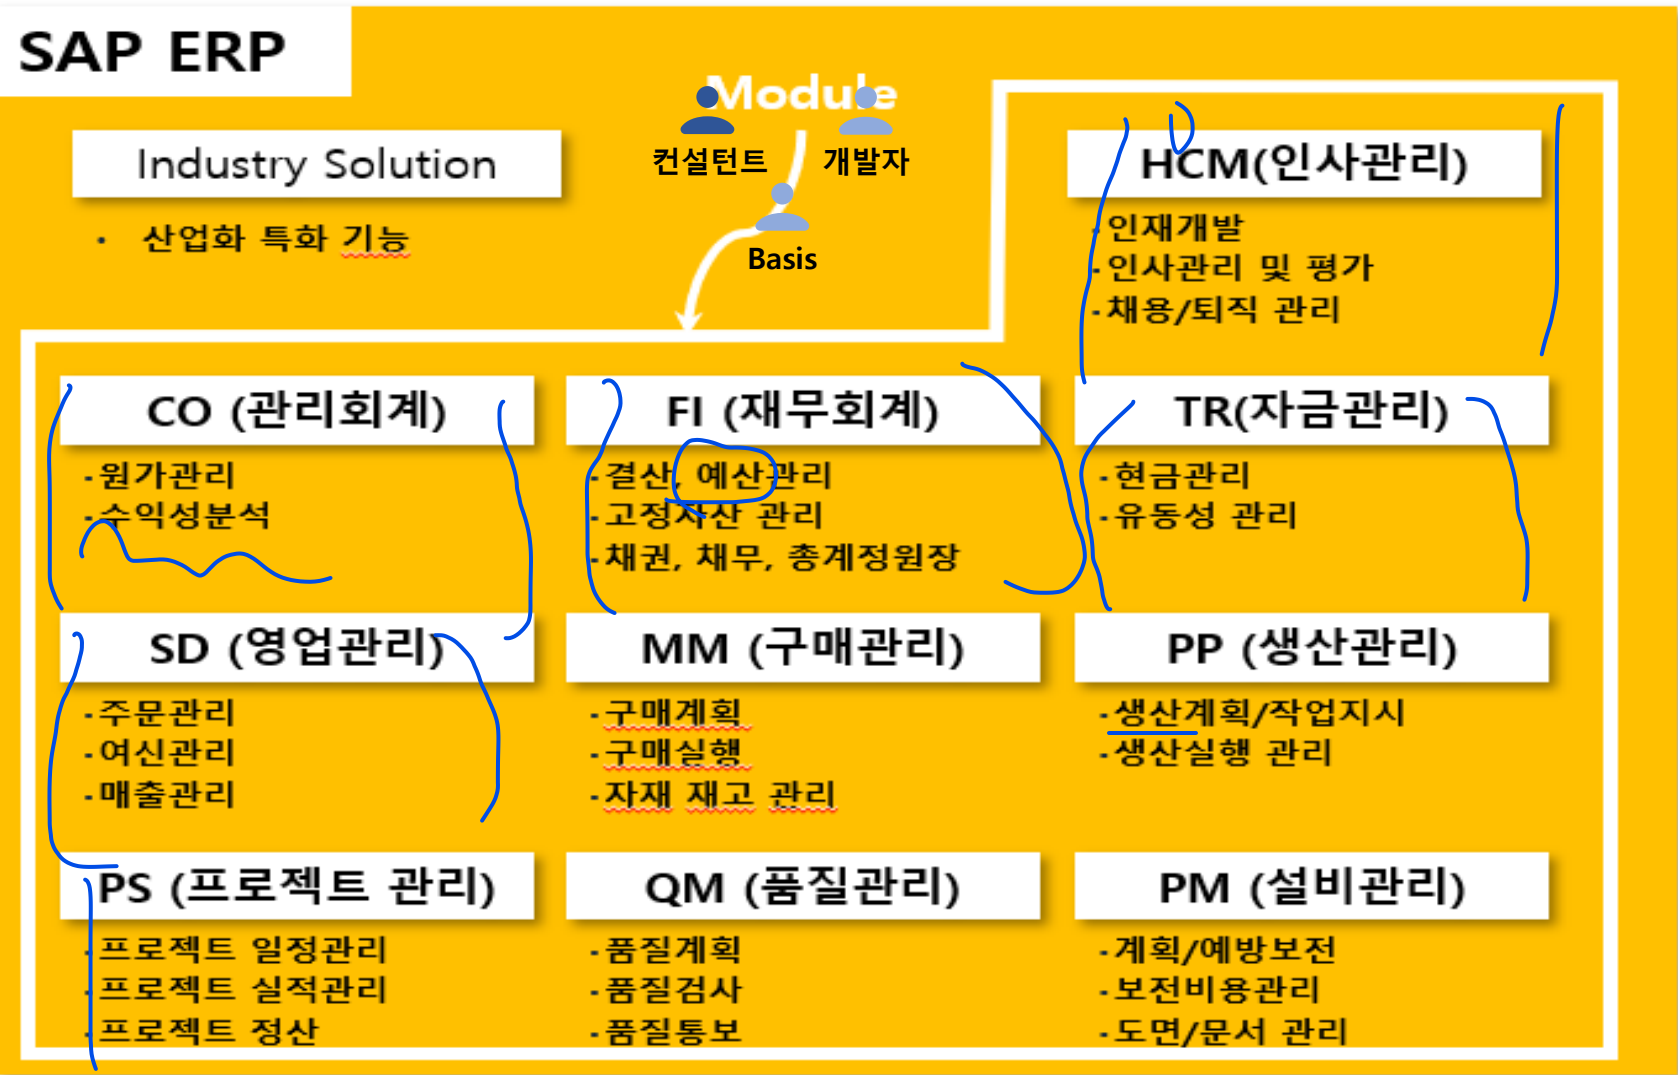 SAP ERP
Module
Industry Solution
컨설턴트
개발자
HCM(인사관리)
· 산업화 특화 기능
Basis
·인재개발
·인사관리 및 평가
·채용/퇴직 관리
CO (관리회계)
·원가관리
·수익성분석
FI (재무회계)
·결산, 예산관리
·고정자산 관리
·채권, 채무, 총계정원장
TR(자금관리)
·현금관리
·유동성 관리
SD (영업관리)
·주문관리
·여신관리
·매출관리
MM (구매관리)
·구매계획
·구매실행
·자재 재고 관리
PP (생산관리)
·생산계획/작업지시
·생산실행 관리
PS (프로젝트 관리)
·프로젝트 일정관리
·프로젝트 실적관리
·프로젝트 정산
QM (품질관리)
·품질계획
·품질검사
·품질통보
PM (설비관리)
·계획/예방보전
·보전비용관리
·도면/문서 관리